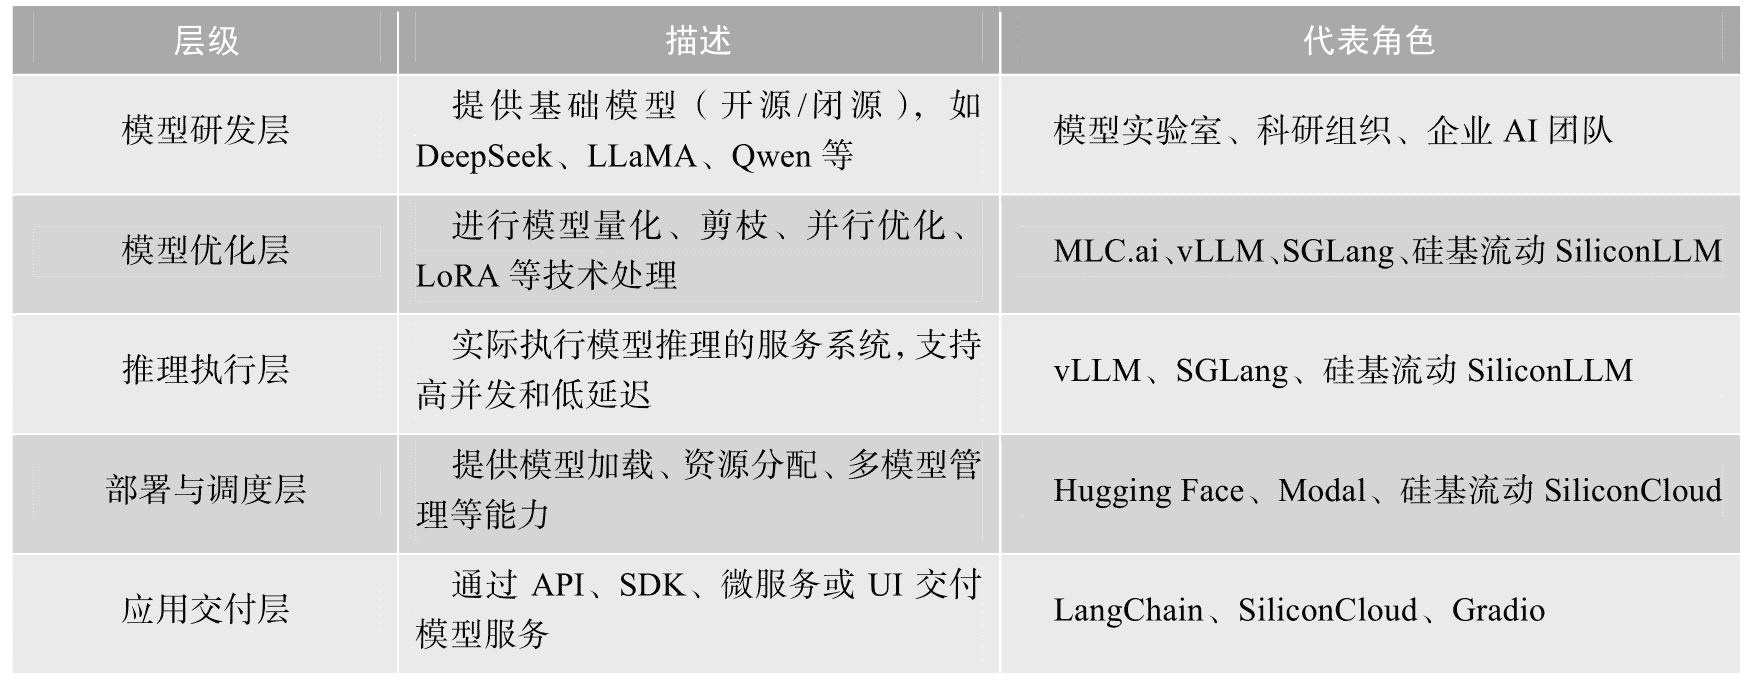 层级 描述 代表角色
模型研发层
提供基础模型（开源/闭源），如
DeepSeek、LLaMA、Qwen 等
模型实验室、科研组织、企业 AI 团队
模型优化层
进行模型量化、剪枝、并行优化、
LoRA 等技术处理
MLC.ai、vLLM、SGLang、硅基流动 SiliconLLM
推理执行层
实际执行模型推理的服务系统，支持
高并发和低延迟
vLLM、SGLang、硅基流动 SiliconLLM
部署与调度层
提供模型加载、资源分配、多模型管
理等能力
Hugging Face、Modal、硅基流动 SiliconCloud
应用交付层
通过 API、SDK、微服务或 UI 交付
模型服务
LangChain、SiliconCloud、Gradio